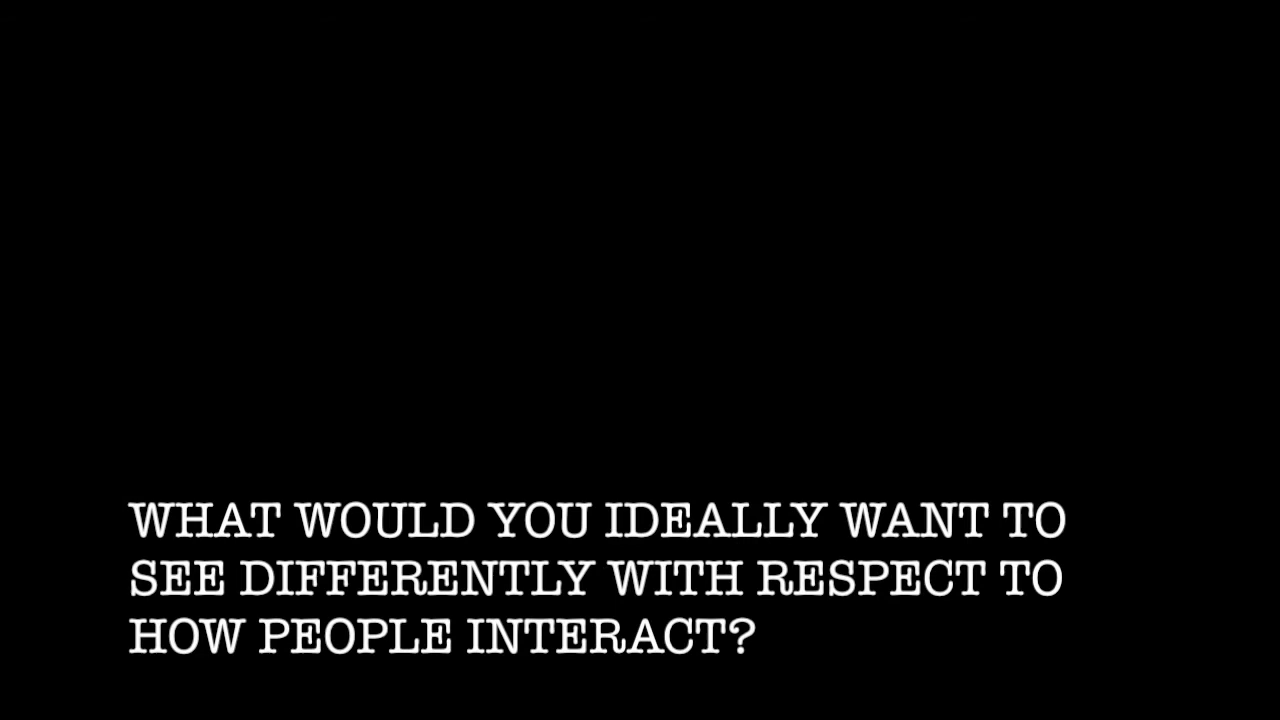 WHAT WOULD YOU IDEALLY WANT TO
SEE DIFFERENTLY WITH RESPECT TO
HOW PEOPLE INTERACT?